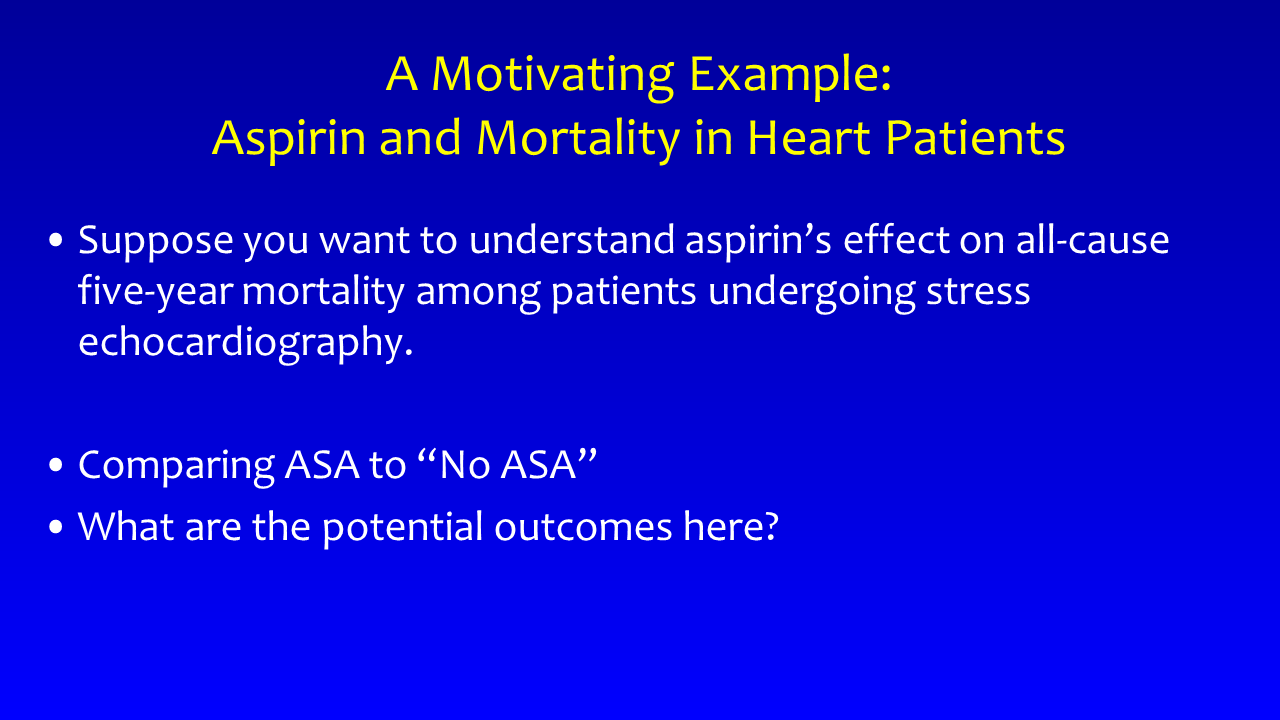 A Motivating Example:
Aspirin and Mortality in Heart Patients
• Suppose you want to understand aspirin’s effect on all-cause
five-year mortality among patients undergoing stress
echocardiography.
• Comparing ASA to “No ASA”
• What are the potential outcomes here?